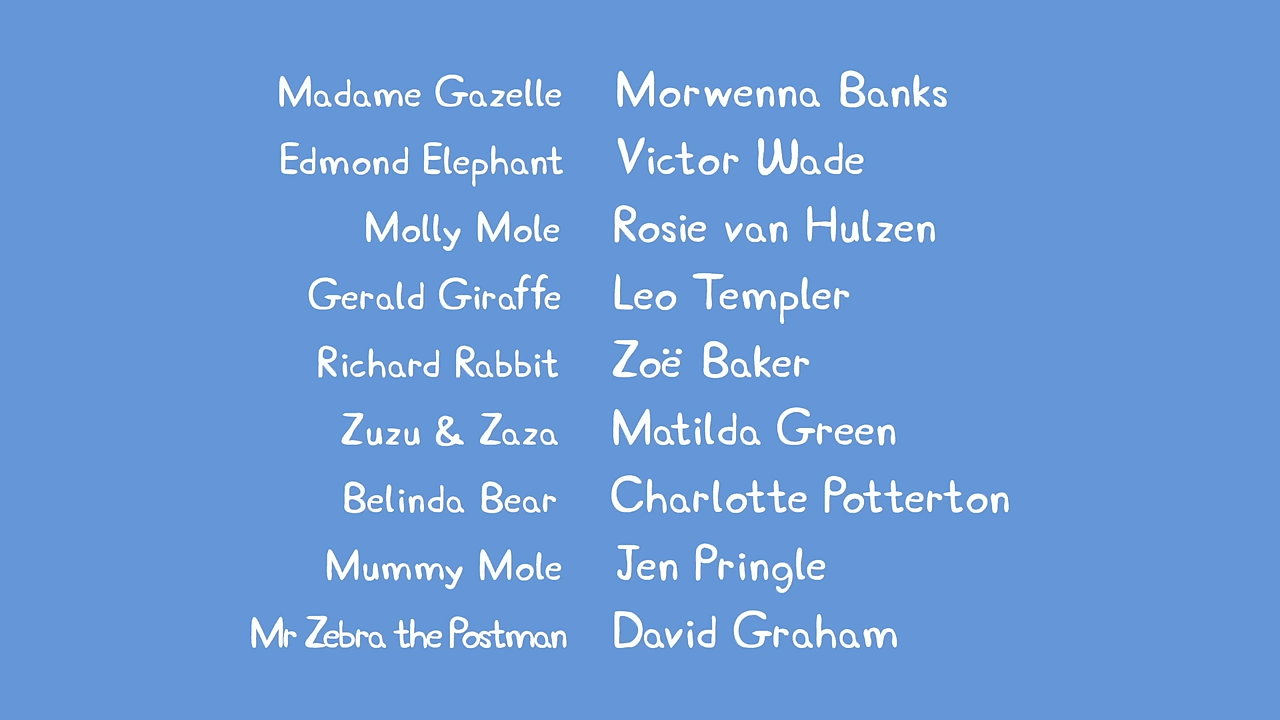 Madame Gazelle Morwenna Banks
Edmond Elephant Victor Wade
Molly Mole Rosie van Hulzen
Gerald Giraffe Leo Templer
Richard Rabbit Zoë Baker
Zuzu & Zaza Matilda Green
Belinda Bear Charlotte Potterton
Mummy Mole Jen Pringle
Mr Zebra the Postman David Graham